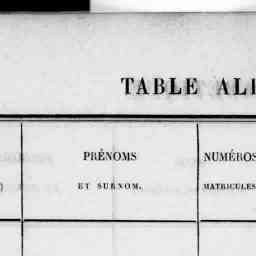 TABLE AL
PRÉNOMS
ET SURNOM.
NUMÉROS
MATRICULES